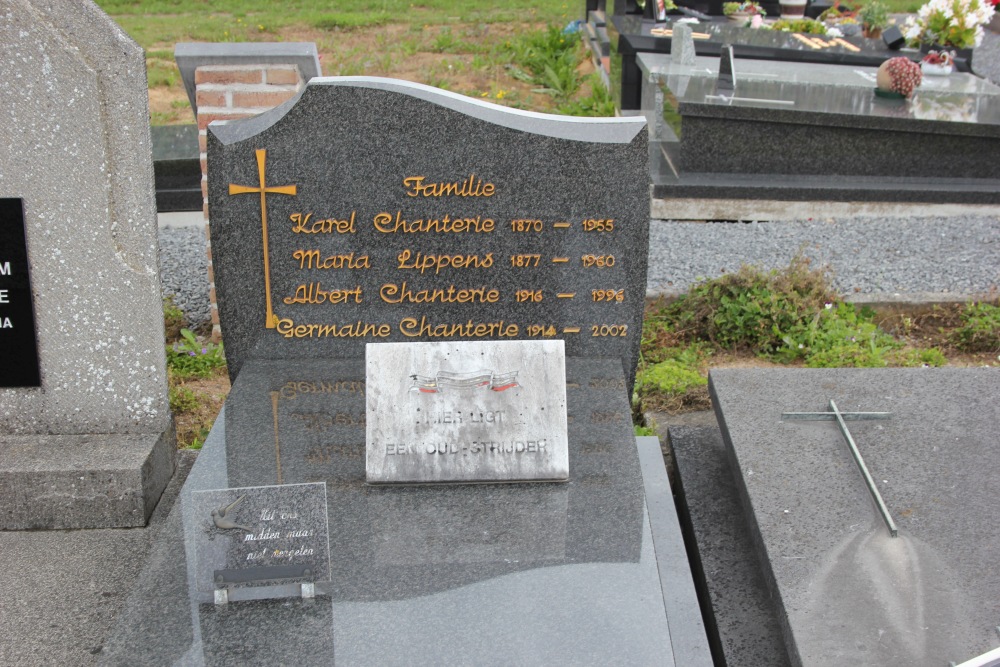 Familie
Karel Chanterie 1870 – 1955
Maria Lippens 1877 – 1960
Albert Chanterie 1916 – 1996
Germaine Chanterie 1914 – 2002
HIER LIGT
EEN OUD-STRIJDER
Uit ons
midden maar
niet vergeten